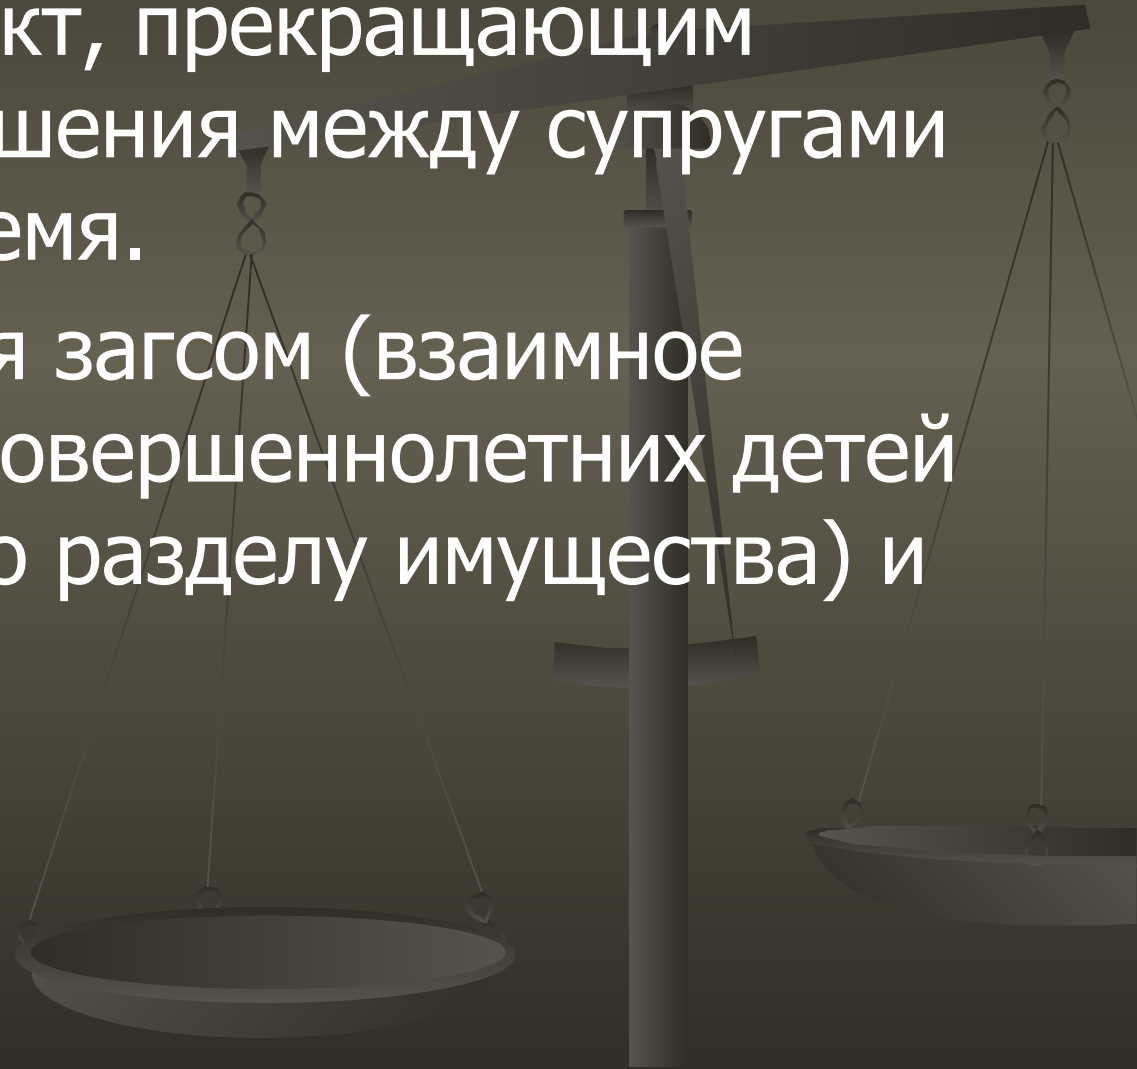 кт, прекращающим
шения между супругами
емя.
я загсом (взаимное
овершеннолетних детей
о разделу имущества) и